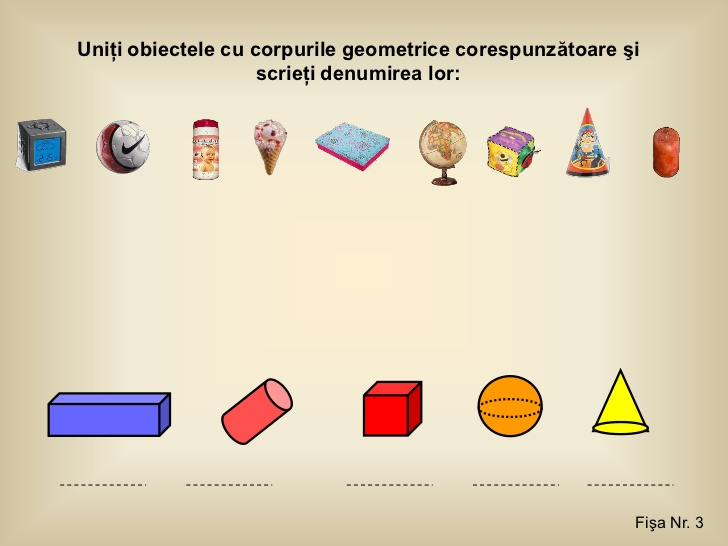 Uniți obiectele cu corpurile geometrice corespunzătoare şi
scrieți denumirea lor:
Fişa Nr. 3